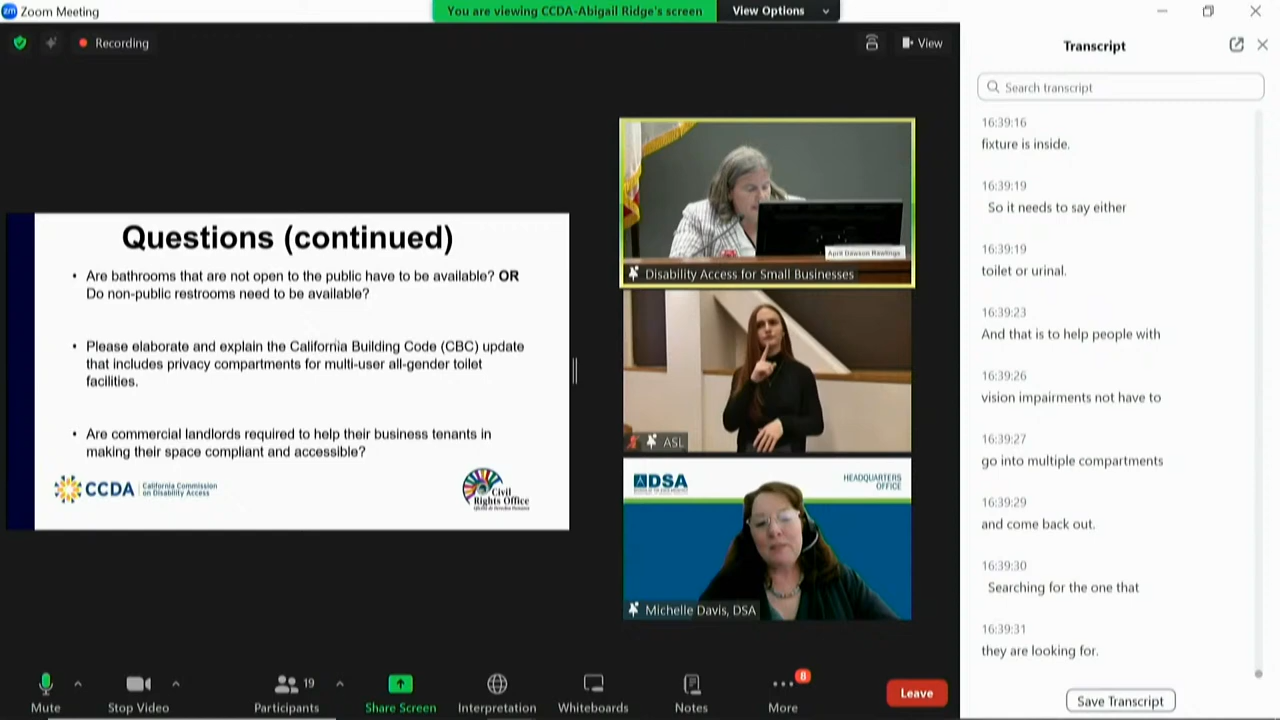 Zoom Meeting
You are viewing CCDA-Abigail Ridge's screen
View Options
Recording
View
Questions (continued)
• Are bathrooms that are not open to the public have to be available? OR
Do non-public restrooms need to be available?
• Please elaborate and explain the California Building Code (CBC) update
that includes privacy compartments for multi-user all-gender toilet
facilities.
• Are commercial landlords required to help their business tenants in
making their space compliant and accessible?
CCDA
California Commission
on Disability Access
Civil
Rights Office
April Dawson Rawlings
Disability Access for Small Businesses
ASL
DSA
HEADQUARTERS
OFFICE
Michelle Davis, DSA
Transcript
Search transcript
16:39:16
fixture is inside.
16:39:19
So it needs to say either
16:39:19
toilet or urinal.
16:39:23
And that is to help people with
16:39:26
vision impairments not have to
16:39:27
go into multiple compartments
16:39:29
and come back out.
16:39:30
Searching for the one that
16:39:31
they are looking for.
Save Transcript
Mute
Stop Video
19
Participants
Share Screen
Interpretation
Whiteboards
Notes
8
More
Leave